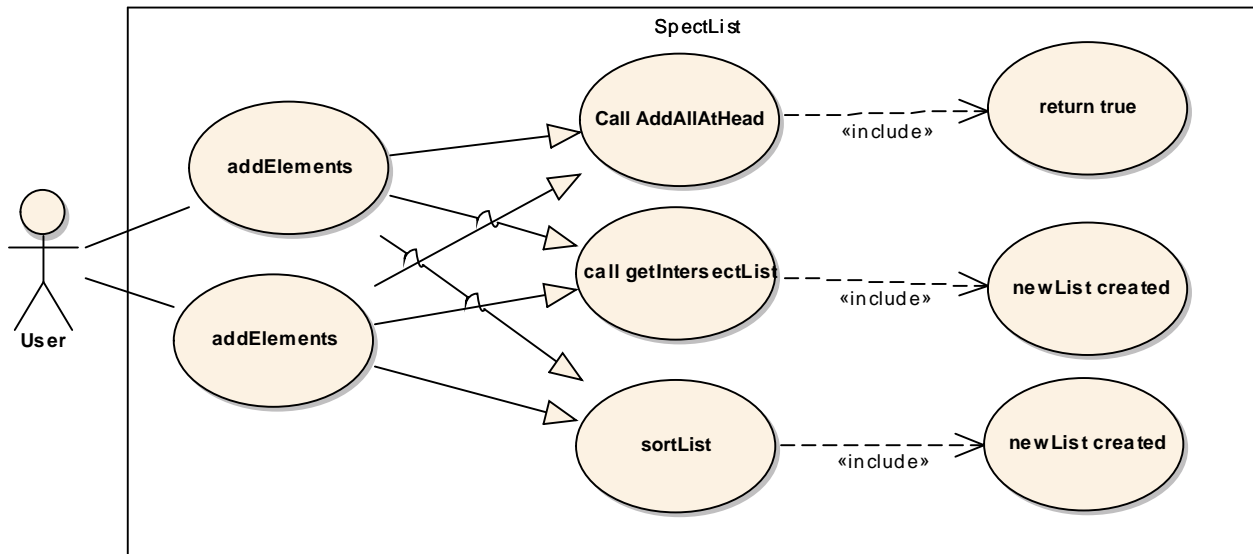 SpectList
Call AddAllAtHead
return true
«include»
addElements
call getIntersectList
newList created
«include»
User
addElements
sortList
newList created
«include»